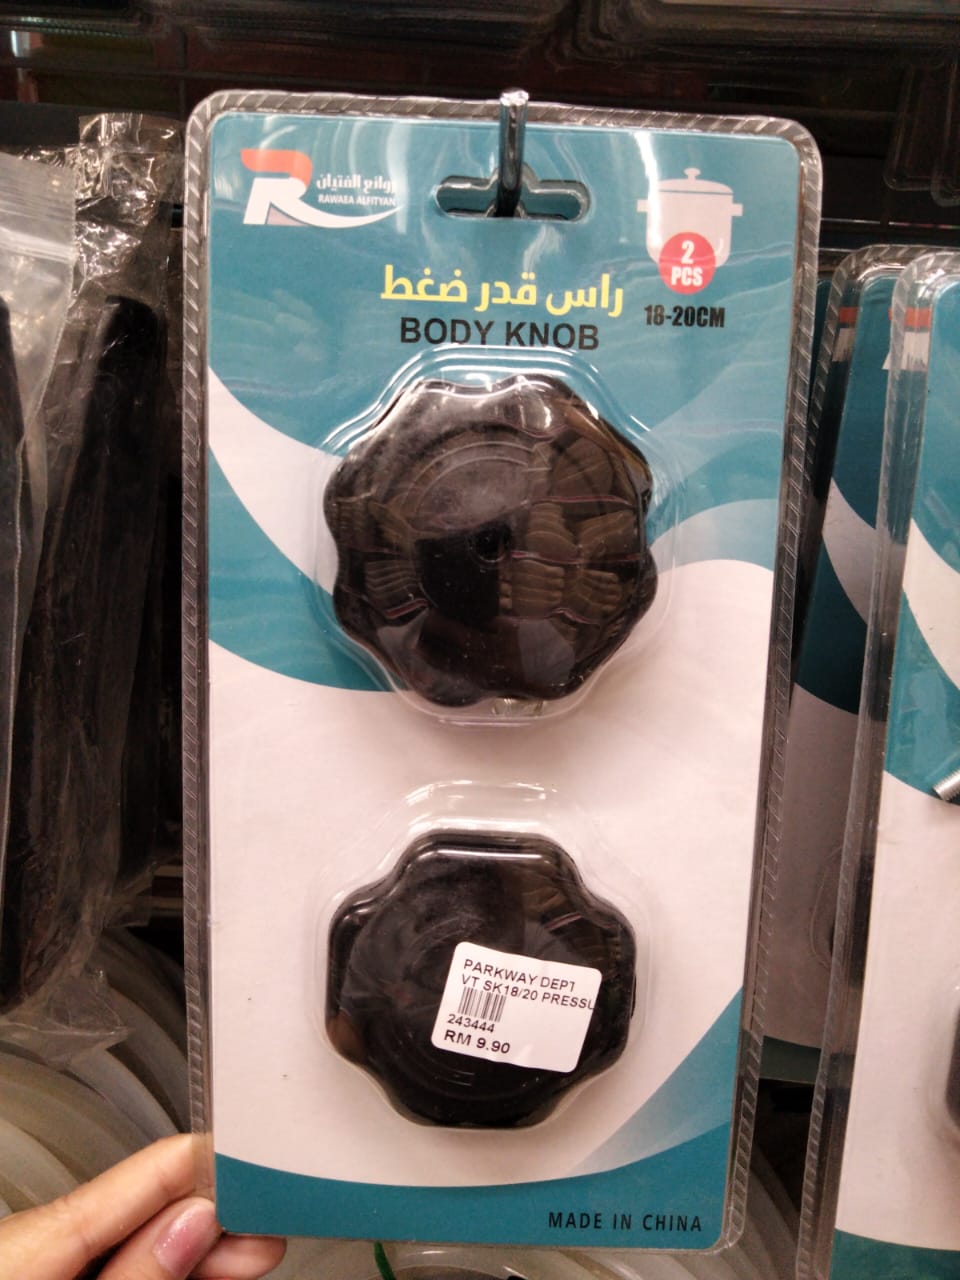 روائع الفتيان
RAWAEA ALFITYAN
2
PCS
18-20CM
راس قدر ضغط
BODY KNOB
PARKWAY DEPT
VT SK18/20 PRESSU
243444
RM 9.90
MADE IN CHINA